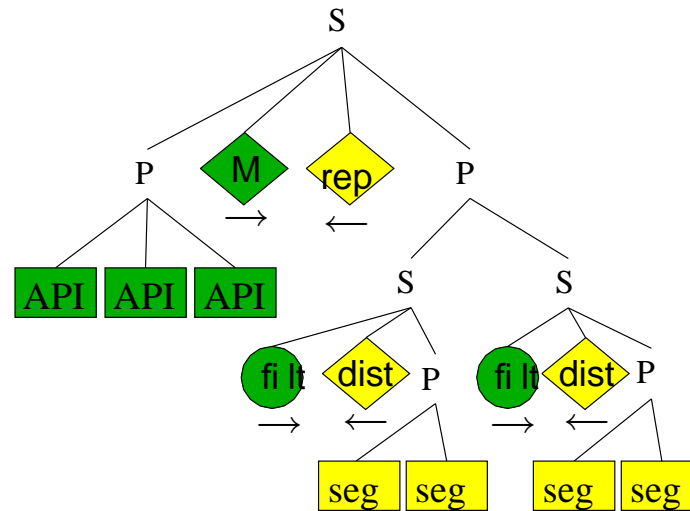 S
P M rep P
→ ←
API API API S S
fi lt dist P fi lt dist P
→ ← → ←
seg seg seg seg